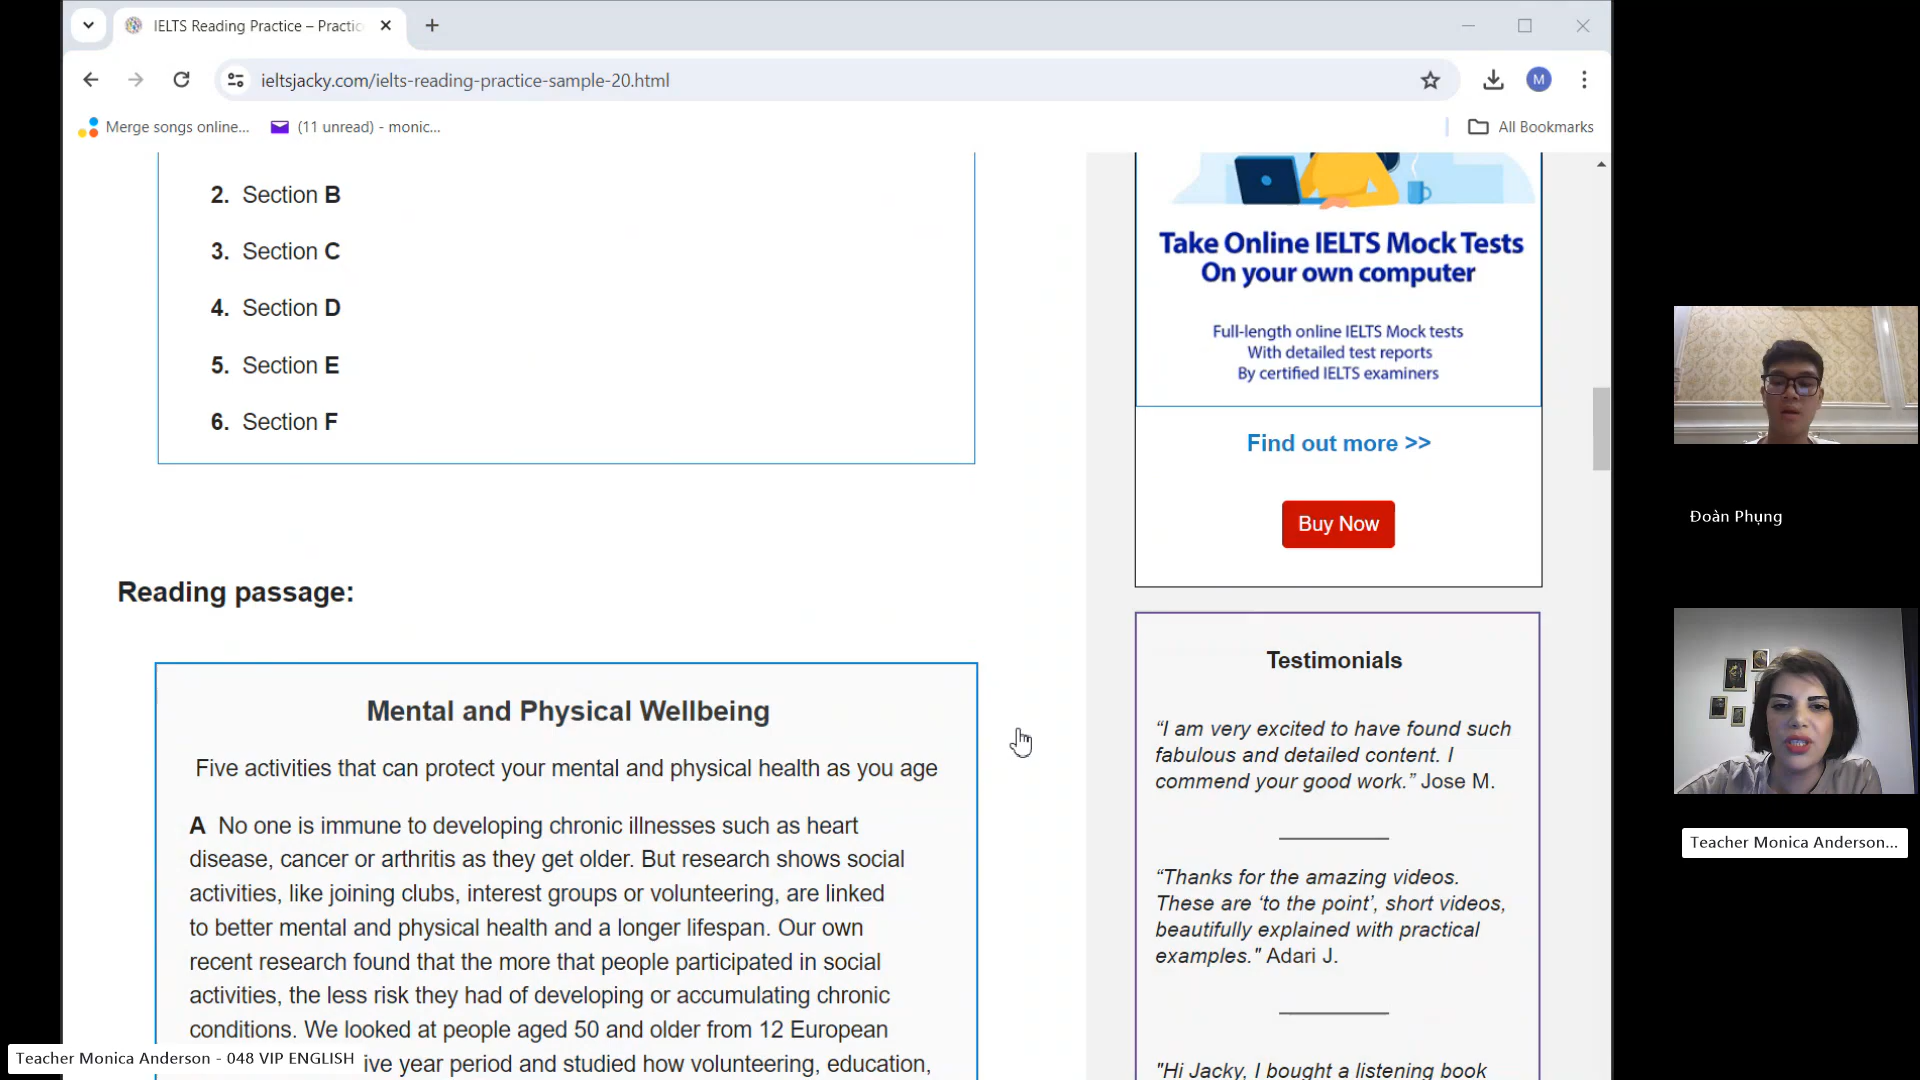 IELTS Reading Practice – Practic
ieltsjacky.com/ielts-reading-practice-sample-20.html
M
Merge songs online...
(11 unread) - monic...
All Bookmarks
2. Section B
3. Section C
4. Section D
5. Section E
6. Section F
Reading passage:
Mental and Physical Wellbeing
Five activities that can protect your mental and physical health as you age
A No one is immune to developing chronic illnesses such as heart
disease, cancer or arthritis as they get older. But research shows social
activities, like joining clubs, interest groups or volunteering, are linked
to better mental and physical health and a longer lifespan. Our own
recent research found that the more that people participated in social
activities, the less risk they had of developing or accumulating chronic
conditions. We looked at people aged 50 and older from 12 European
ive year period and studied how volunteering, education,
Take Online IELTS Mock Tests
On your own computer
Full-length online IELTS Mock tests
With detailed test reports
By certified IELTS examiners
Find out more >>
Buy Now
Testimonials
“I am very excited to have found such
fabulous and detailed content. I
commend your good work.” Jose M.
“Thanks for the amazing videos.
These are ‘to the point’, short videos,
beautifully explained with practical
examples." Adari J.
"Hi Jacky, I bought a listening book
Đoàn Phụng
Teacher Monica Anderson...
Teacher Monica Anderson - 048 VIP ENGLISH